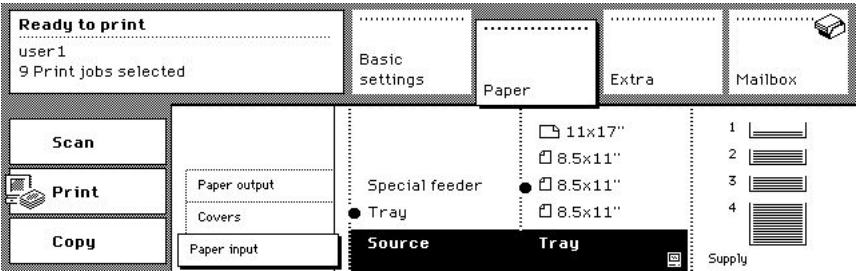 Ready to print
user1
9 Print jobs selected
Basic
settings
Paper
Extra
Mailbox
Scan
Print
Copy
Paper output
Covers
Paper input
Special feeder
Tray
Source
11x17"
8.5x11"
8.5x11"
8.5x11"
Tray
1
2
3
4
Supply